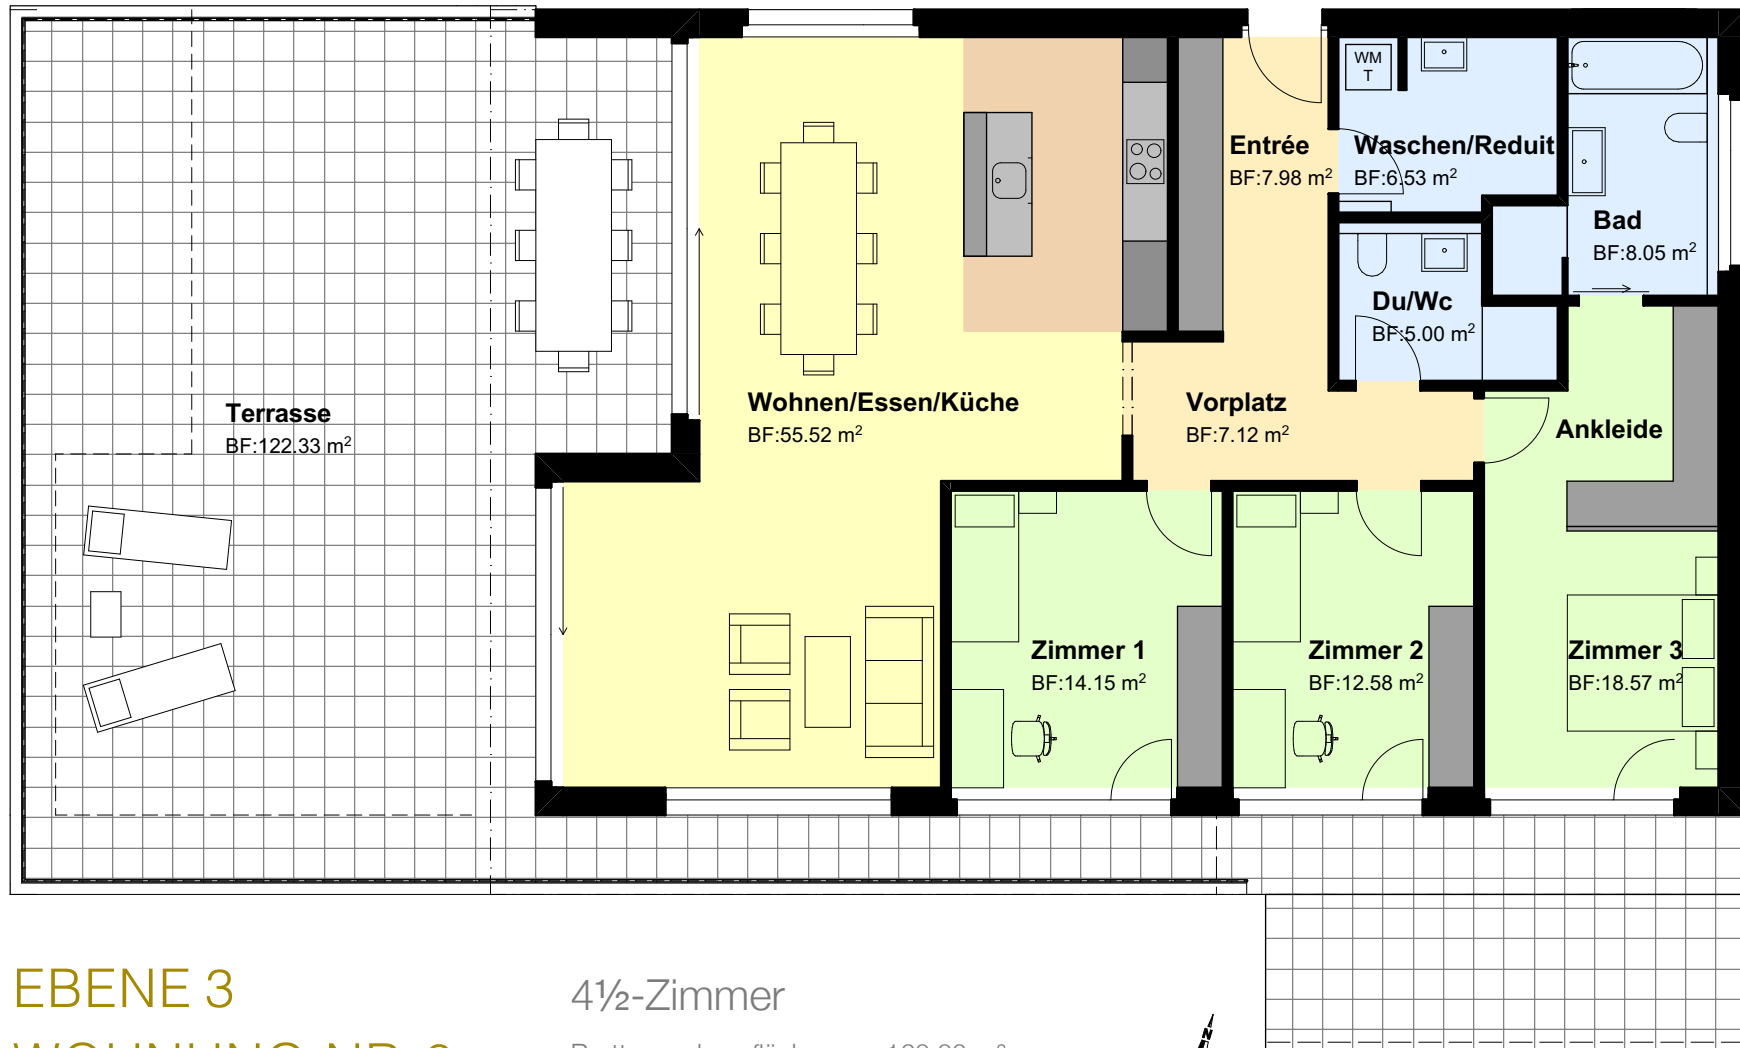 WM
T
Entrée
BF:7.98 m²
Waschen/Reduit
BF:6.53 m²
Bad
BF:8.05 m²
Du/Wc
BF:5.00 m²
Terrasse
BF:122.33 m²
Wohnen/Essen/Küche
BF:55.52 m²
Vorplatz
BF:7.12 m²
Ankleide
Zimmer 1
BF:14.15 m²
Zimmer 2
BF:12.58 m²
Zimmer 3
BF:18.57 m²
EBENE 3
4½-Zimmer
WOHNUNG NR.
N